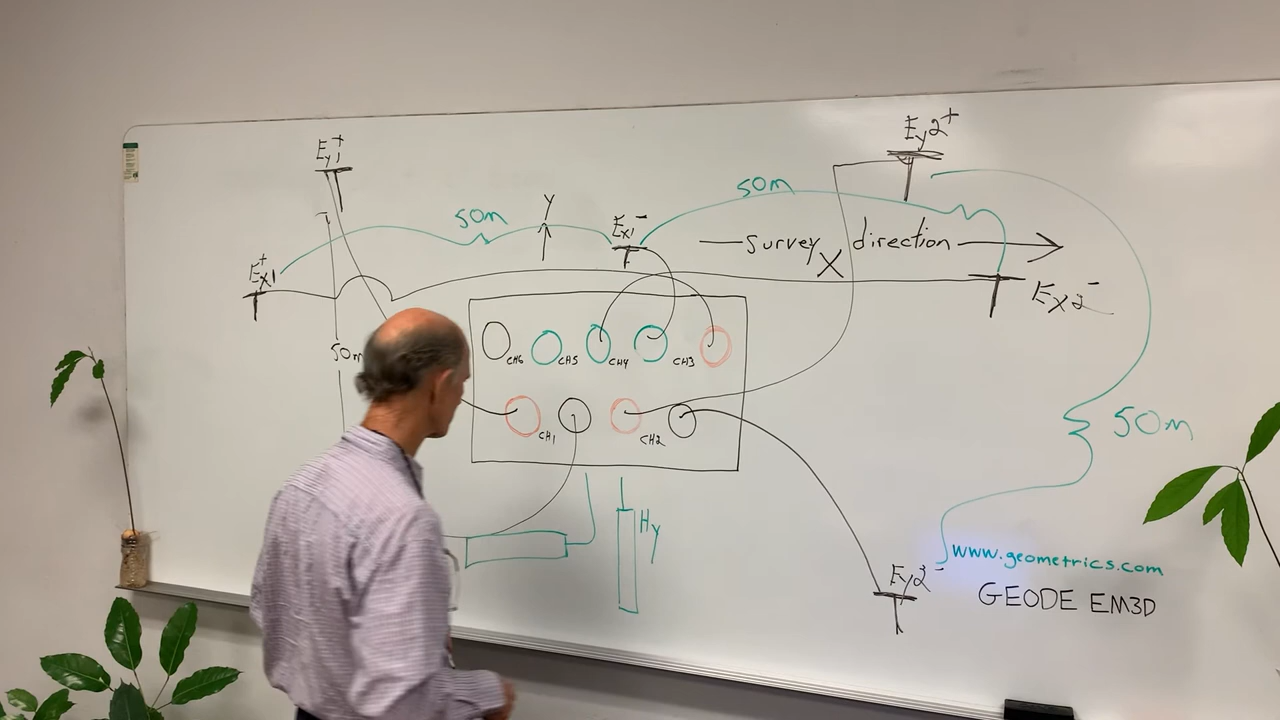 Ey1+
Ey2+
50m
Y
50m
Ex1-
survey direction
X
Ex1+
Ex2-
50m
CH6
CH5
CH4
CH3
CH1
CH2
50m
Hy
www.geometrics.com
Ey2-
GEODE EM3D